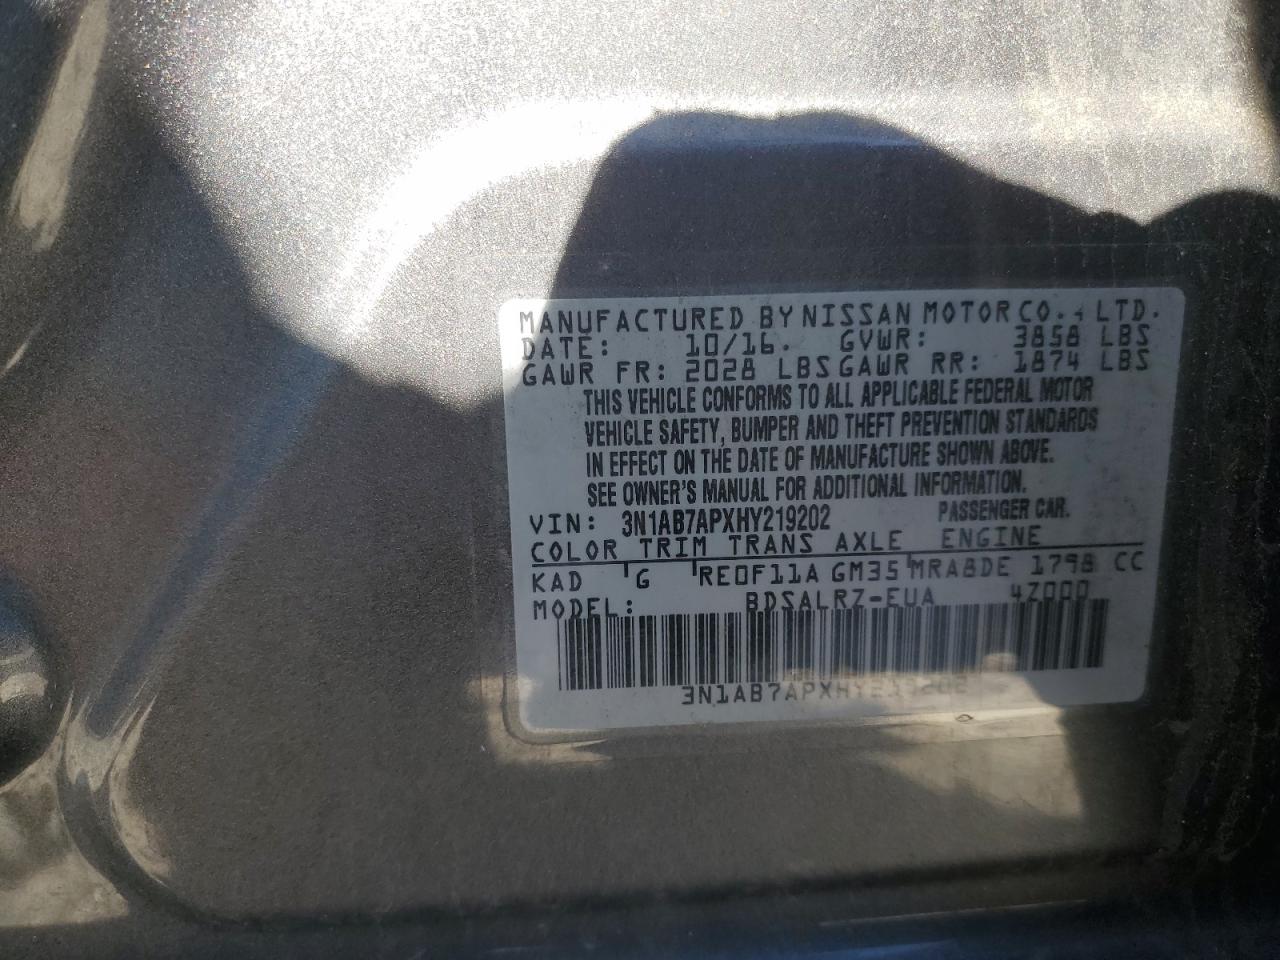 MANUFACTURED BY NISSAN MOTOR CO., LTD.
DATE: 10/16. GVWR: 3858 LBS
GAWR FR: 2028 LBS GAWR RR: 1874 LBS
THIS VEHICLE CONFORMS TO ALL APPLICABLE FEDERAL MOTOR
VEHICLE SAFETY, BUMPER AND THEFT PREVENTION STANDARDS
IN EFFECT ON THE DATE OF MANUFACTURE SHOWN ABOVE.
SEE OWNER'S MANUAL FOR ADDITIONAL INFORMATION.
VIN: 3N1AB7APXHY219202 PASSENGER CAR.
COLOR TRIM TRANS AXLE ENGINE
KAD G RE0F11A GM35 MRA8DE 1798 CC
MODEL: BDSALRZ-EUA 4Z000
3N1AB7APXHY219202